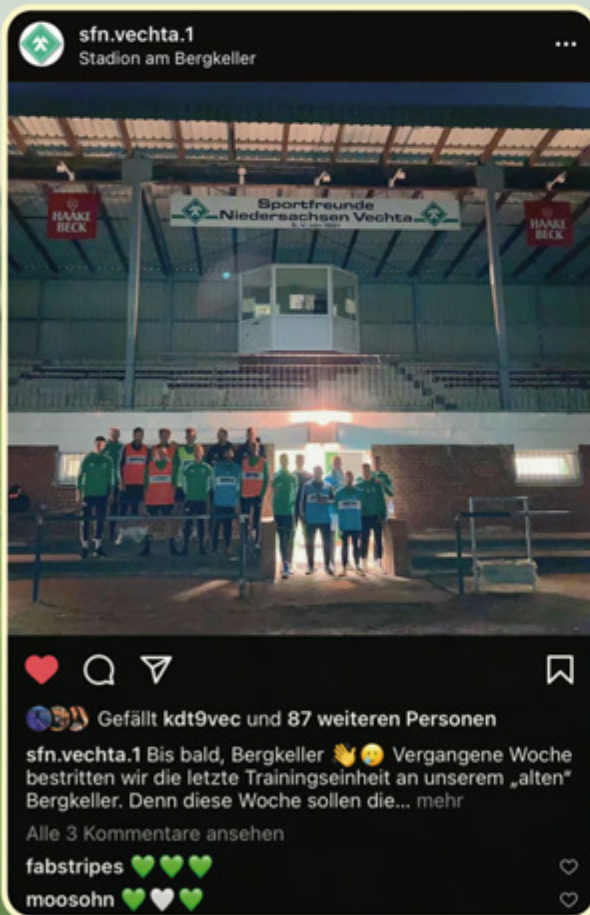 sfn.vechta.1
Stadion am Bergkeller
HAAKE
BECK
Sportfreunde
Niedersachsen Vechta
HAAKE
BECK
Gefällt kdt9vec und 87 weiteren Personen
sfn.vechta.1 Bis bald, Bergkeller 👋🥲 Vergangene Woche
bestritten wir die letzte Trainingseinheit an unserem „alten“
Bergkeller. Denn diese Woche sollen die... mehr
Alle 3 Kommentare ansehen
fabstripes 💚💚💚
moosohn 💚🤍💚